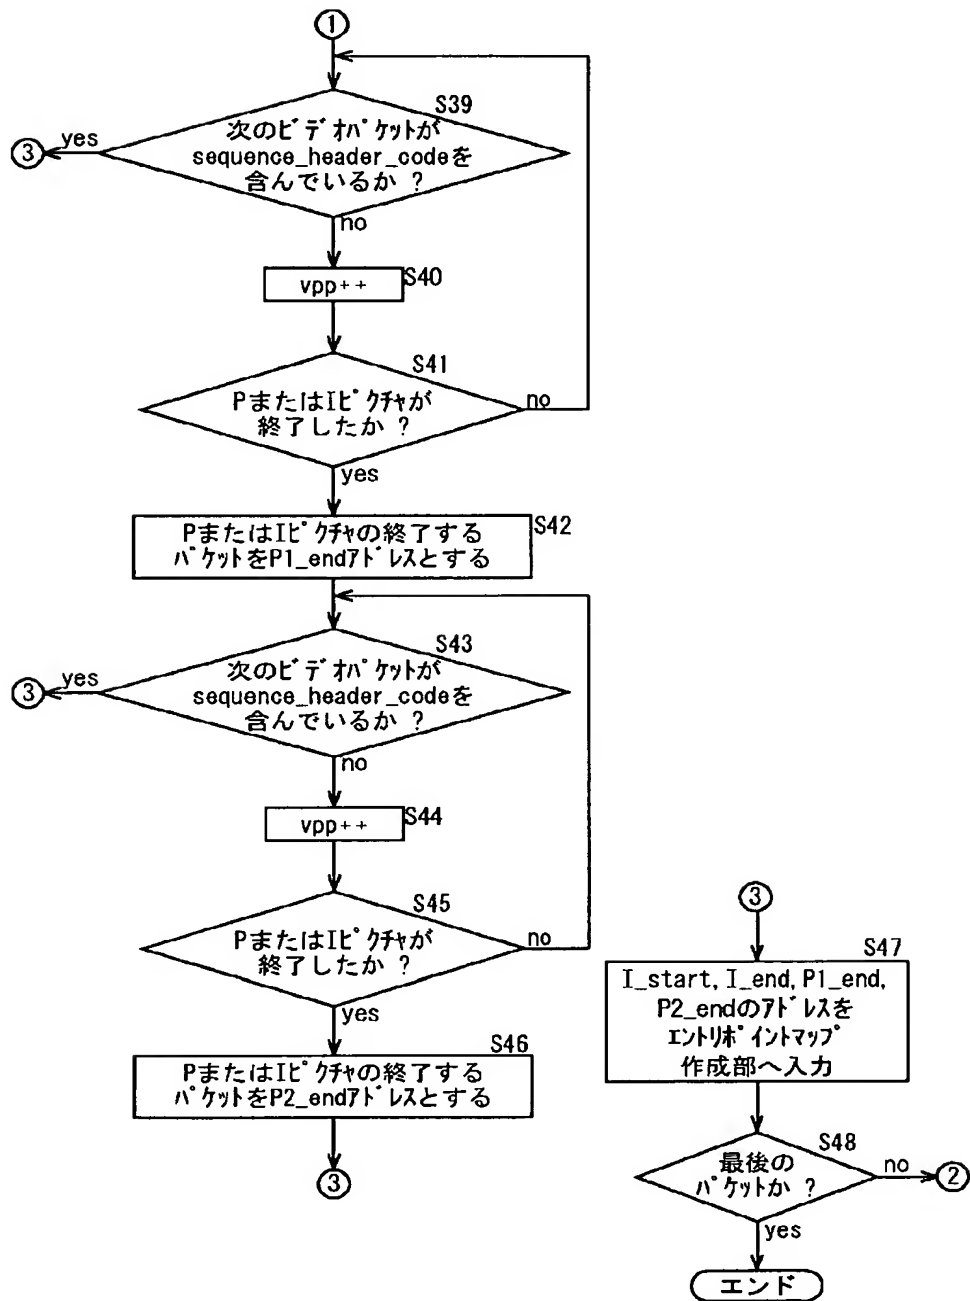 ①
S39
次のビデオパケットが
sequence_header_codeを
含んでいるか ?
③
yes
no
vpp++
S40
S41
PまたはIピクチャが
終了したか ?
no
yes
PまたはIピクチャの終了する
パケットをP1_endアドレスとする
S42
S43
次のビデオパケットが
sequence_header_codeを
含んでいるか ?
③
yes
no
vpp++
S44
S45
PまたはIピクチャが
終了したか ?
no
yes
S46
PまたはIピクチャの終了する
パケットをP2_endアドレスとする
③
③
S47
I_start, I_end, P1_end,
P2_endのアドレスを
エントリポイントマップ
作成部へ入力
S48
最後の
パケットか ?
no
②
yes
エンド